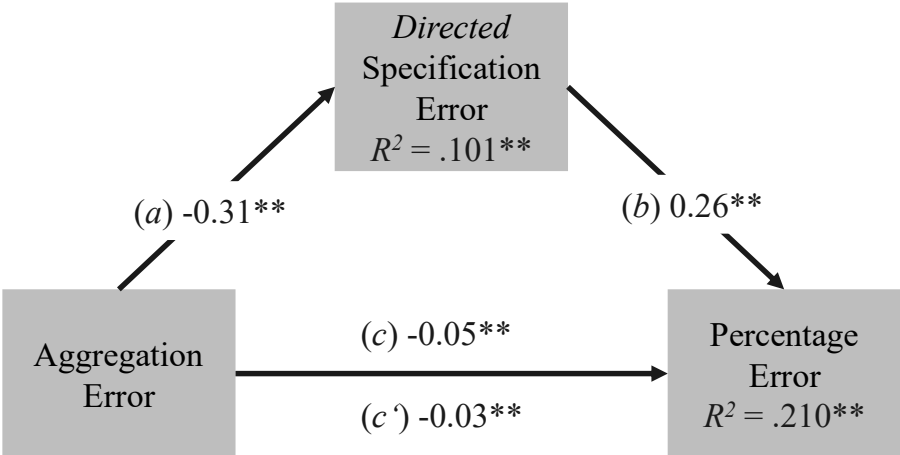 Directed
Specification
Error
R² = .101**
(a) -0.31**
(b) 0.26**
Aggregation
Error
(c) -0.05**
(c‘) -0.03**
Percentage
Error
R² = .210**